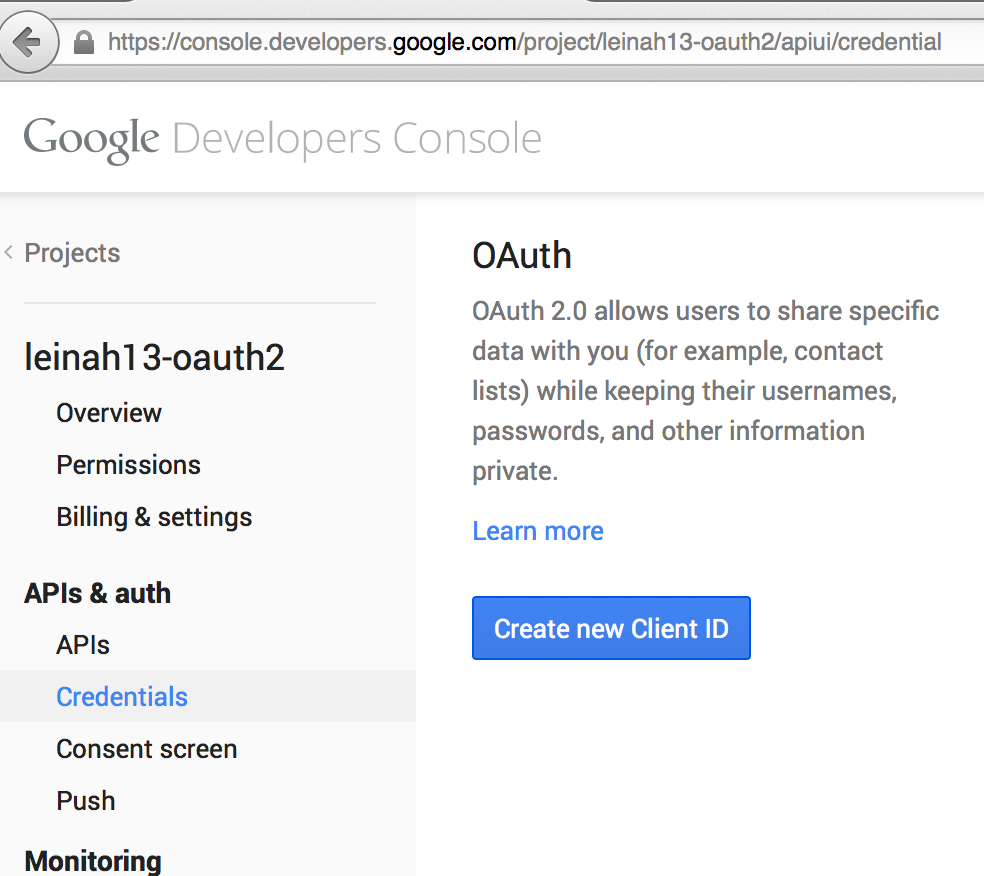 https://console.developers.google.com/project/leinah13-oauth2/apiui/credential
Google Developers Console
Projects
leinah13-oauth2
Overview
Permissions
Billing & settings
APIs & auth
APIs
Credentials
Consent screen
Push
Monitoring
OAuth
OAuth 2.0 allows users to share specific
data with you (for example, contact
lists) while keeping their usernames,
passwords, and other information
private.
Learn more
Create new Client ID